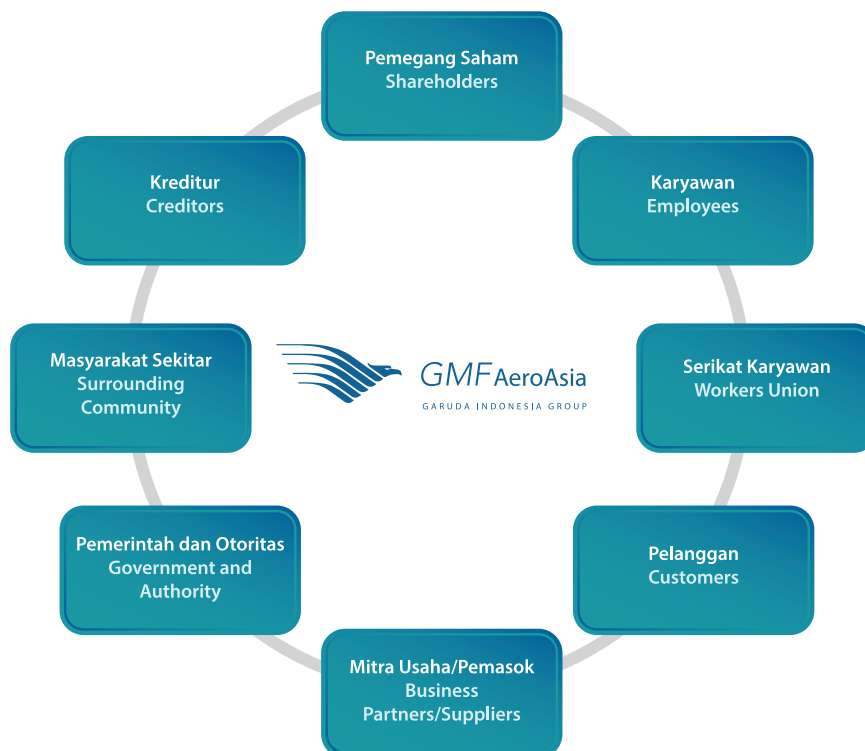 Pemegang Saham
Shareholders
Kreditur
Creditors
Karyawan
Employees
Masyarakat Sekitar
Surrounding
Community
GMF AeroAsia
GARUDA INDONESIA GROUP
Serikat Karyawan
Workers Union
Pemerintah dan Otoritas
Government and
Authority
Pelanggan
Customers
Mitra Usaha/Pemasok
Business
Partners/Suppliers